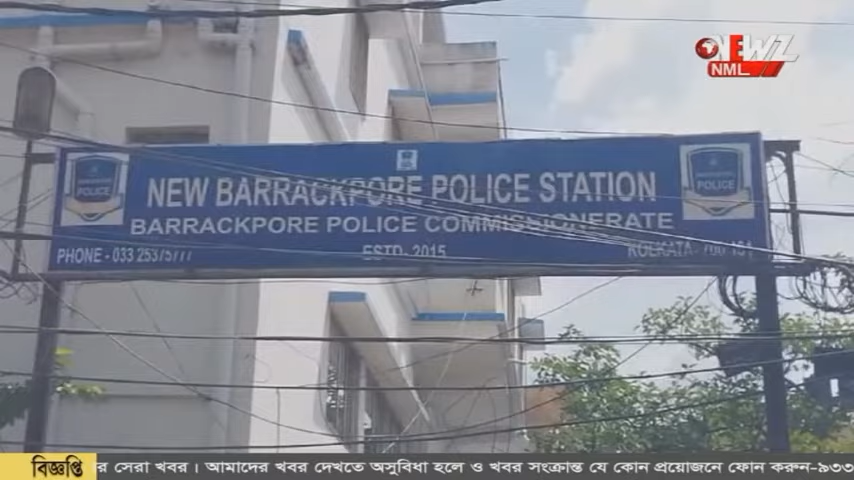 NEWZ
NML
POLICE
NEW BARRACKPORE POLICE STATION
POLICE
BARRACKPORE POLICE COMMISSIONERATE
PHONE - 033 25375777
ESTD- 2015
KOLKATA-
বিজ্ঞপ্তি
র সেরা খবর । আমাদের খবর দেখতে অসুবিধা হলে ও খবর সংক্রান্ত যে কোন প্রয়োজনে ফোন করুন-৯৩৩